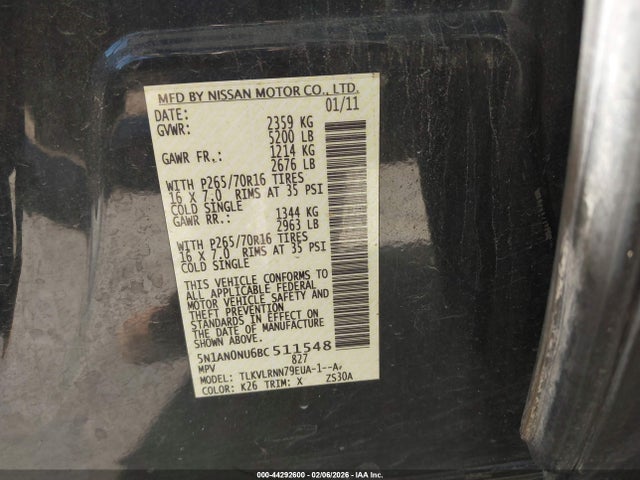 MFD BY NISSAN MOTOR CO., LTD.
DATE: 01/11
GVWR: 2359 KG
5200 LB
GAWR FR.: 1214 KG
2676 LB
WITH P265/70R16 TIRES
16 X 7.0 RIMS AT 35 PSI
COLD SINGLE
GAWR RR.: 1344 KG
2963 LB
WITH P265/70R16 TIRES
16 X 7.0 RIMS AT 35 PSI
COLD SINGLE
THIS VEHICLE CONFORMS TO
ALL APPLICABLE FEDERAL
MOTOR VEHICLE SAFETY AND
THEFT PREVENTION
STANDARDS IN EFFECT ON
THE DATE OF MANUFACTURE
SHOWN ABOVE.
5N1AN0NU6BC511548
MPV 827
MODEL: TLKVLRNN79EUA-1--A
COLOR: K26 TRIM: X ZS30A
000-44292600 - 02/06/2026 - IAA Inc.